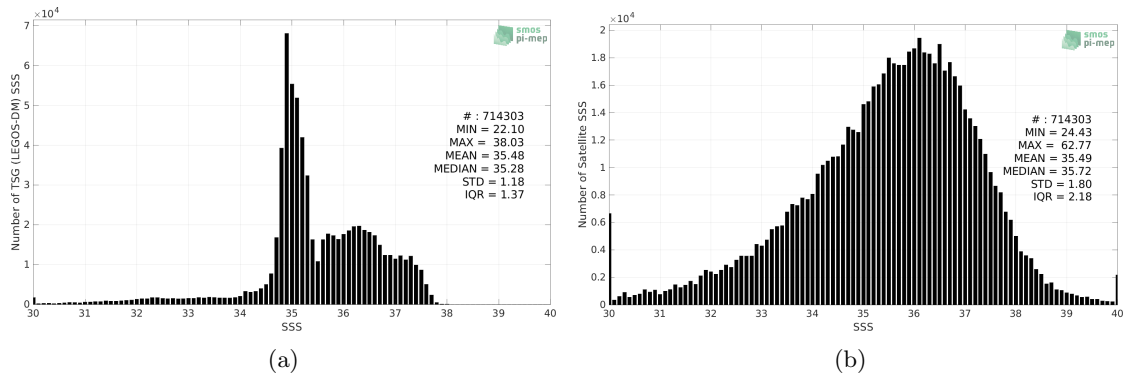 ×10⁴
7
6
5
4
3
2
1
0
Number of TSG (LEGOS-DM) SSS
smos
pi-mep
# : 714303
MIN = 22.10
MAX = 38.03
MEAN = 35.48
MEDIAN = 35.28
STD = 1.18
IQR = 1.37
30 31 32 33 34 35 36 37 38 39 40
SSS
(a)
×10⁴
2
1.8
1.6
1.4
1.2
1
0.8
0.6
0.4
0.2
0
Number of Satellite SSS
smos
pi-mep
# : 714303
MIN = 24.43
MAX = 62.77
MEAN = 35.49
MEDIAN = 35.72
STD = 1.80
IQR = 2.18
30 31 32 33 34 35 36 37 38 39 40
SSS
(b)